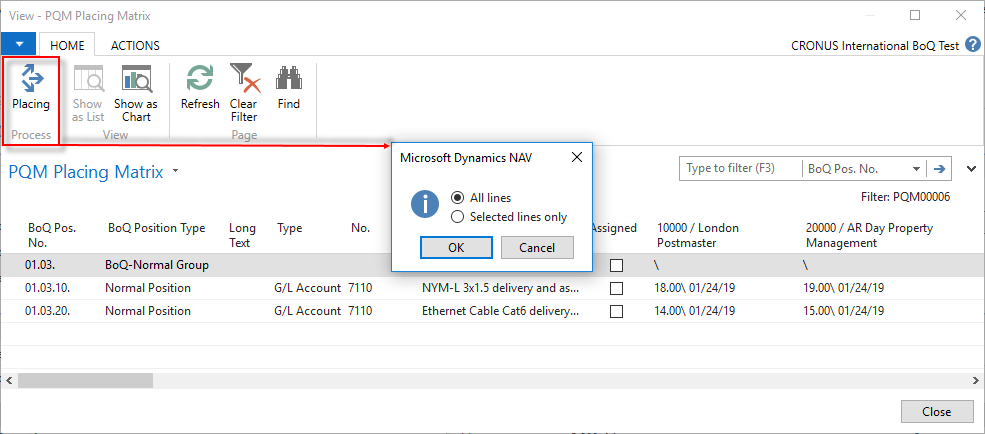 View - PQM Placing Matrix
HOME ACTIONS CRONUS International BoQ Test
Placing Show as List Show as Chart Refresh Clear Filter Find
Process View Page
Microsoft Dynamics NAV
All lines
Selected lines only
OK Cancel
PQM Placing Matrix
Type to filter (F3) BoQ Pos. No.
Filter: PQM00006
BoQ Pos. No. BoQ Position Type Long Text Type No. Assigned 10000 / London Postmaster 20000 / AR Day Property Management
01.03. BoQ-Normal Group \ \
01.03.10. Normal Position G/L Account 7110 NYM-L 3x1.5 delivery and as... 18.00\ 01/24/19 19.00\ 01/24/19
01.03.20. Normal Position G/L Account 7110 Ethernet Cable Cat6 delivery... 14.00\ 01/24/19 15.00\ 01/24/19
Close